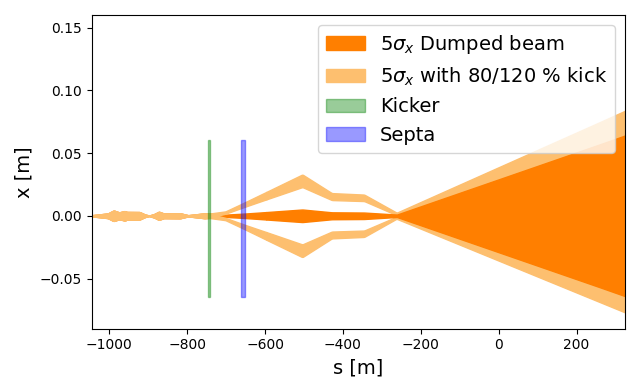 0.15
0.10
0.05
0.00
−0.05
x [m]
5σx Dumped beam
5σx with 80/120 % kick
Kicker
Septa
−1000 −800 −600 −400 −200 0 200
s [m]